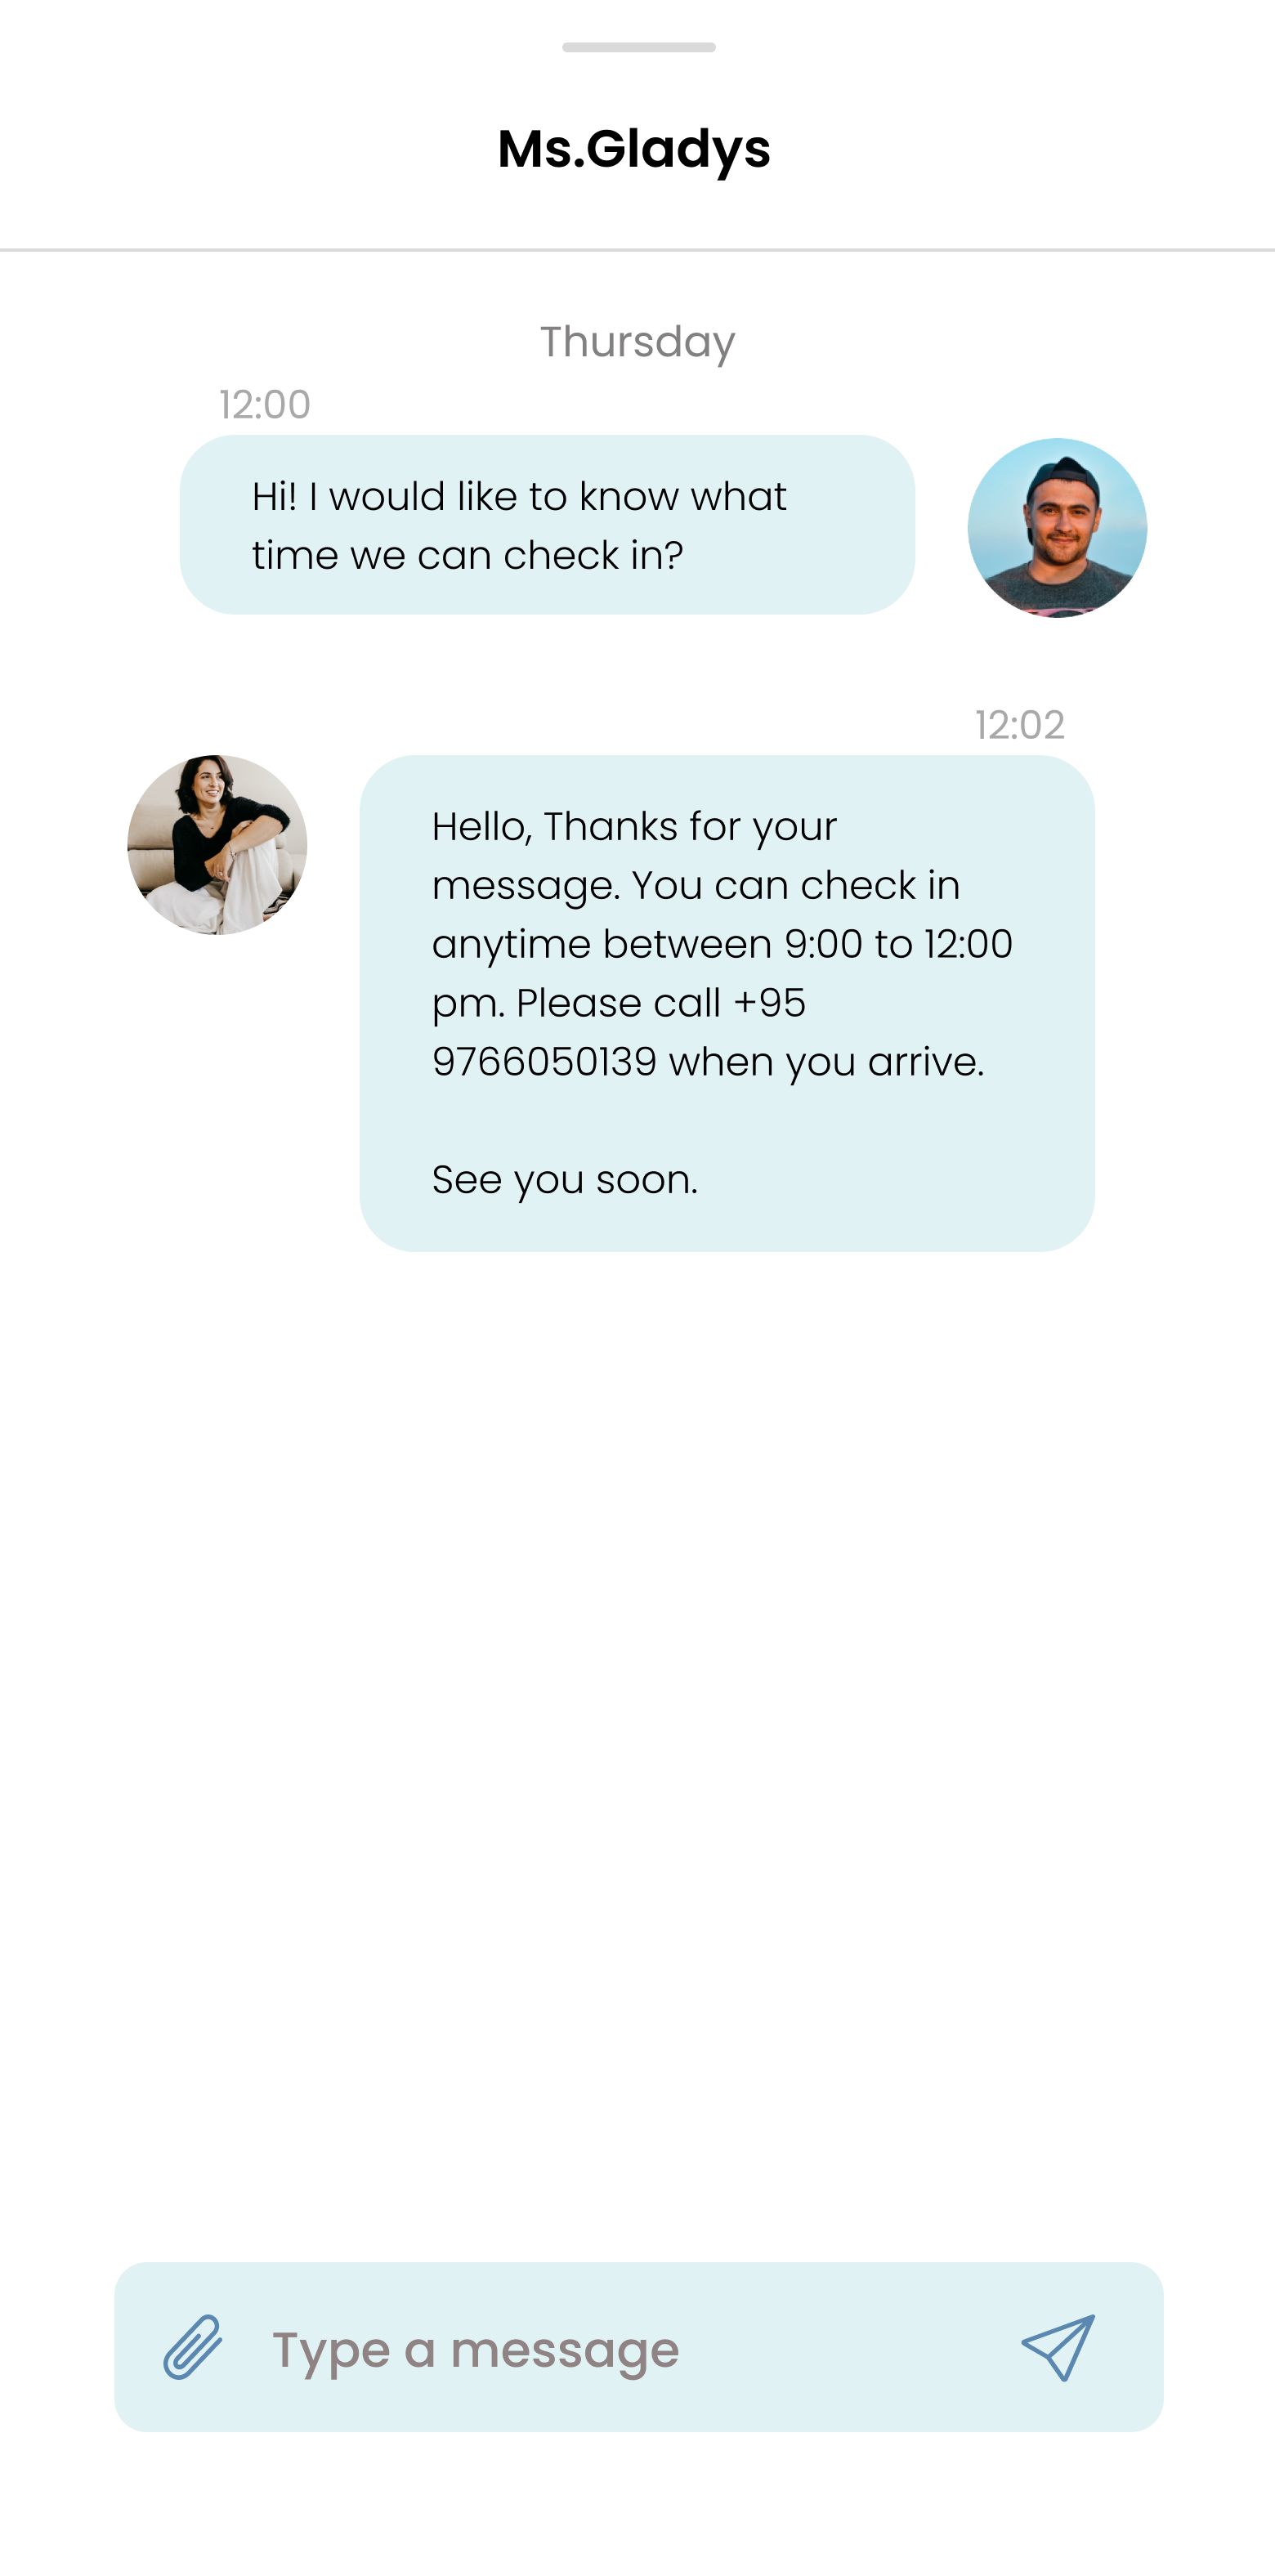 Ms.Gladys
Thursday
12:00
Hi! I would like to know what
time we can check in?
12:02
Hello, Thanks for your
message. You can check in
anytime between 9:00 to 12:00
pm. Please call +95
9766050139 when you arrive.
See you soon.
Type a message